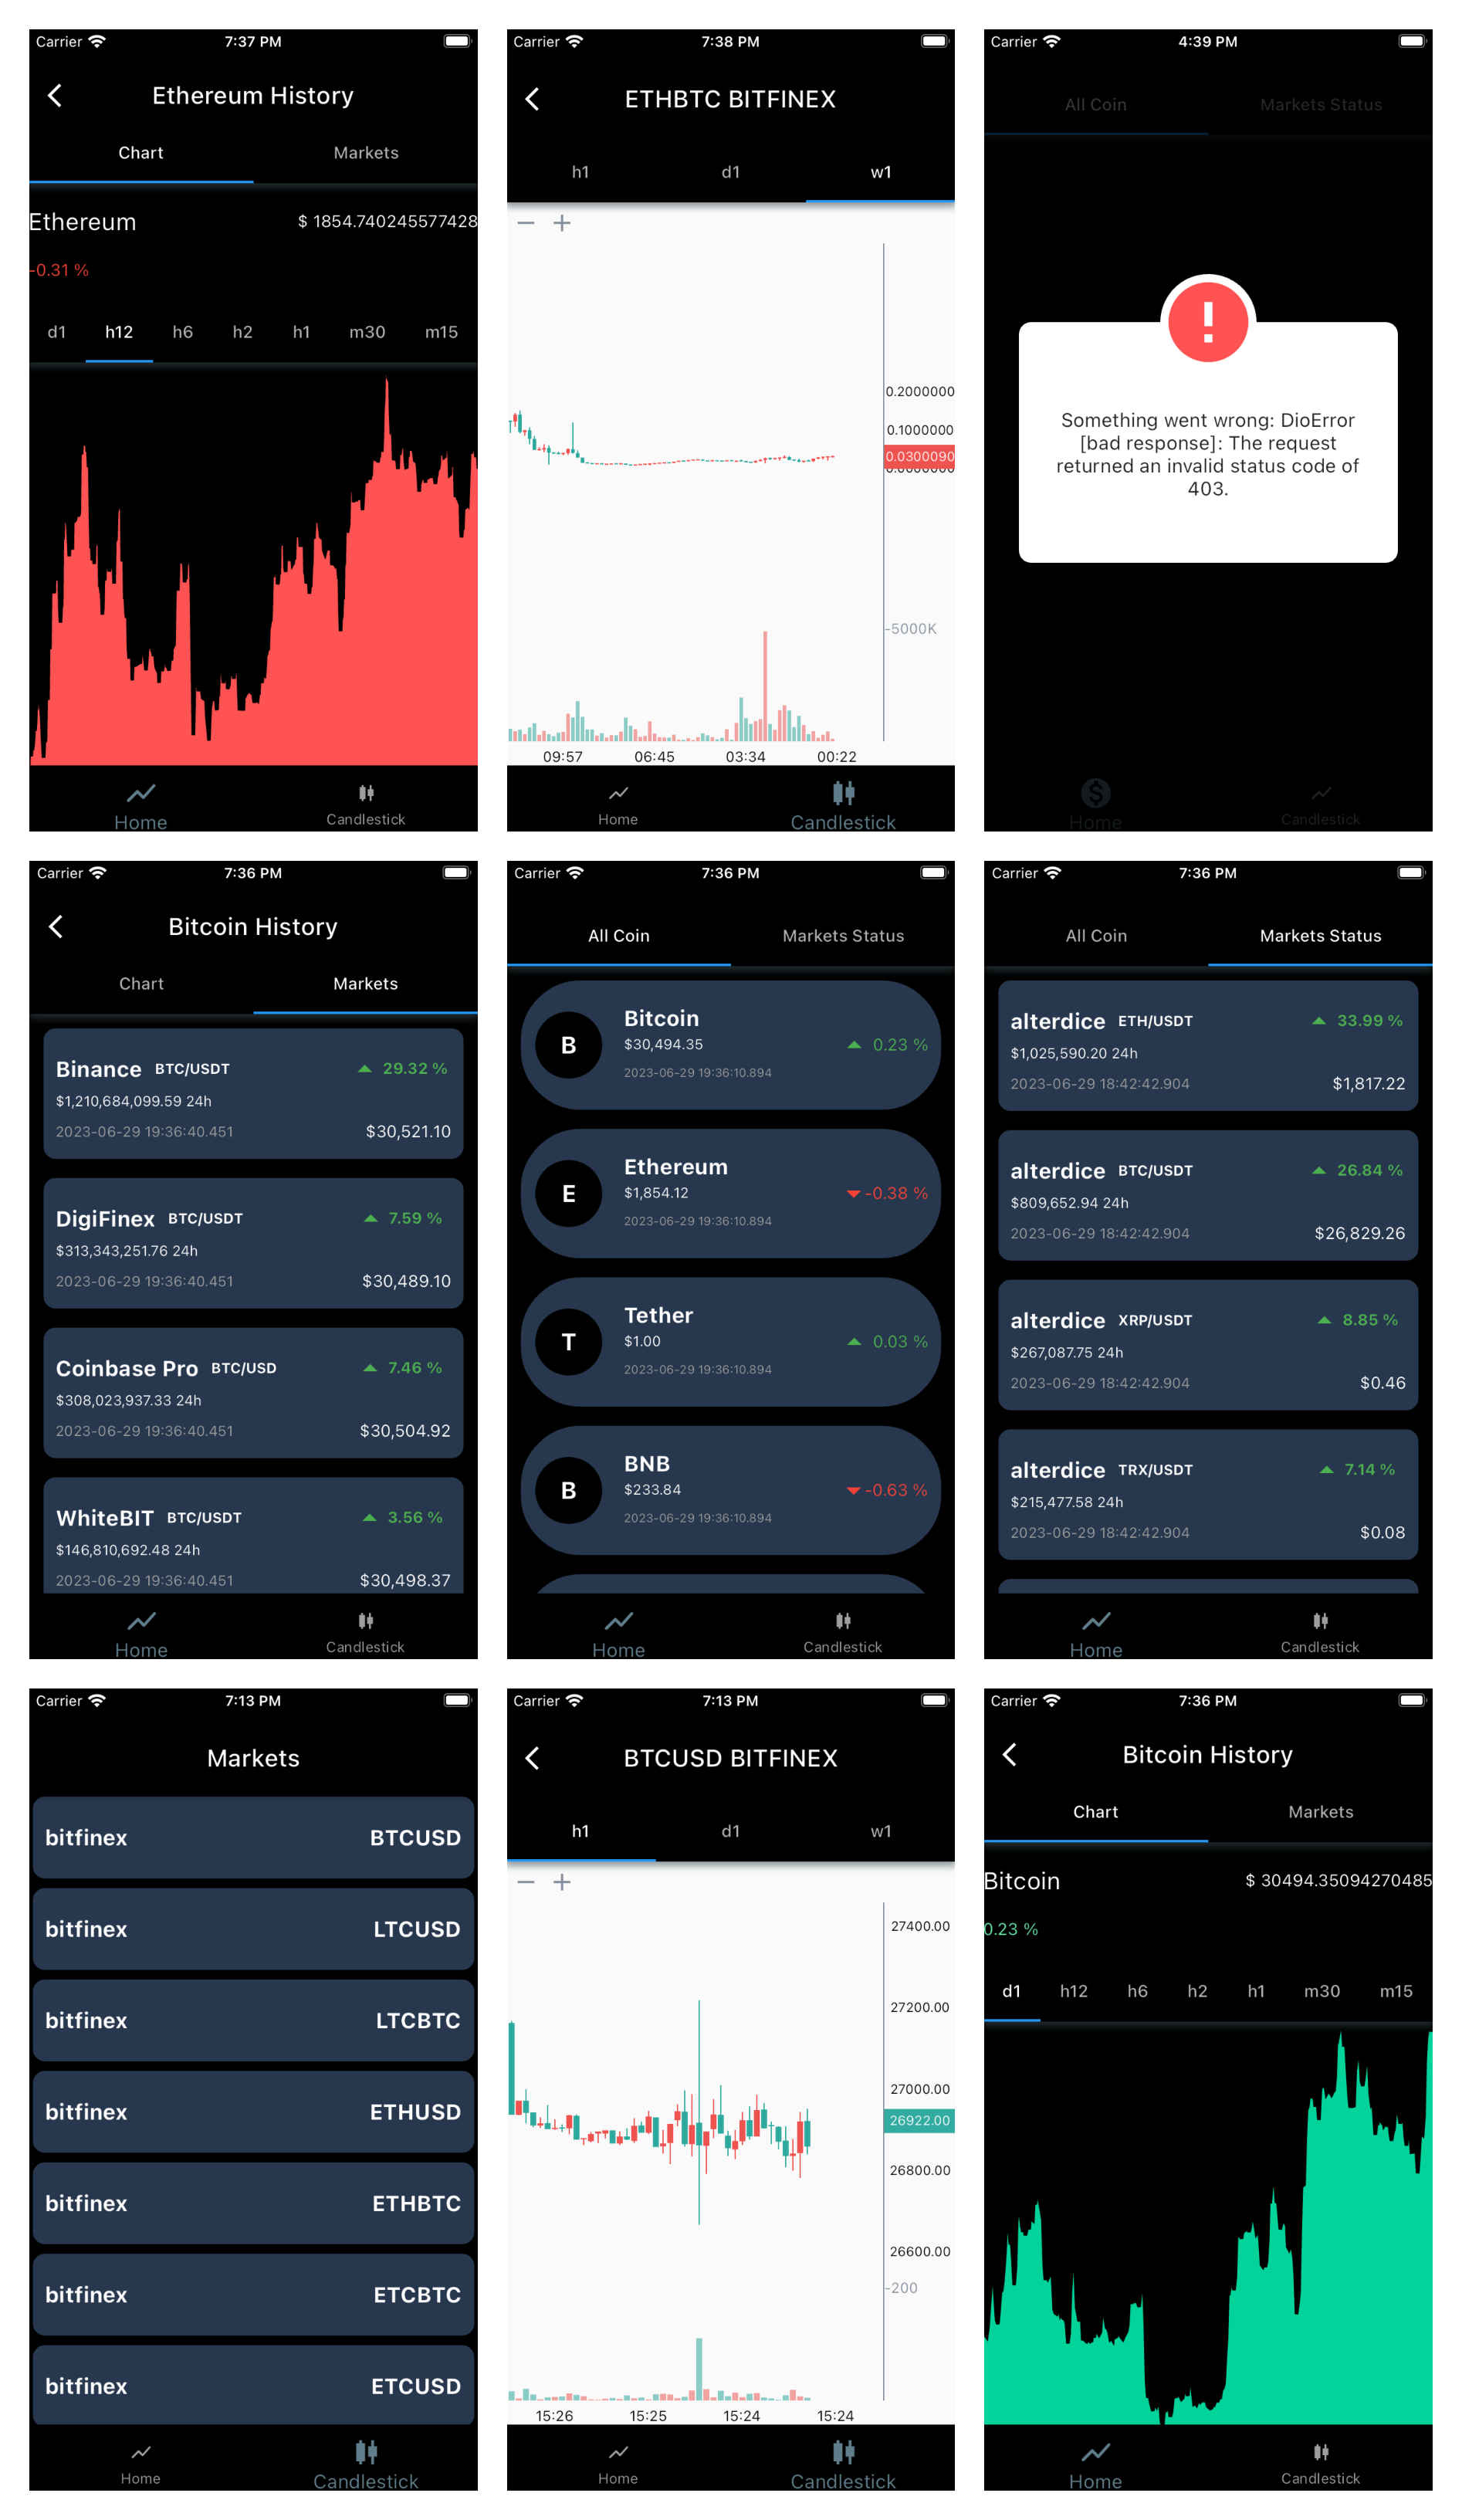 Carrier 7:37 PM
Ethereum History
Chart Markets
Ethereum $ 1854.740245577428
-0.31 %
d1 h12 h6 h2 h1 m30 m15
Home Candlestick
Carrier 7:38 PM
ETHBTC BITFINEX
h1 d1 w1
0.2000000
0.1000000
0.0300090
0.0000000
-5000K
09:57 06:45 03:34 00:22
Home Candlestick
Carrier 4:39 PM
All Coin Markets Status
Something went wrong: DioError
[bad response]: The request
returned an invalid status code of
403.
Home Candlestick
Carrier 7:36 PM
Bitcoin History
Chart Markets
Binance BTC/USDT 29.32 %
$1,210,684,099.59 24h
2023-06-29 19:36:40.451 $30,521.10
DigiFinex BTC/USDT 7.59 %
$313,343,251.76 24h
2023-06-29 19:36:40.451 $30,489.10
Coinbase Pro BTC/USD 7.46 %
$308,023,937.33 24h
2023-06-29 19:36:40.451 $30,504.92
WhiteBIT BTC/USDT 3.56 %
$146,810,692.48 24h
2023-06-29 19:36:40.451 $30,498.37
Home Candlestick
Carrier 7:36 PM
All Coin Markets Status
B Bitcoin
$30,494.35 0.23 %
2023-06-29 19:36:10.894
E Ethereum
$1,854.12 -0.38 %
2023-06-29 19:36:10.894
T Tether
$1.00 0.03 %
2023-06-29 19:36:10.894
B BNB
$233.84 -0.63 %
2023-06-29 19:36:10.894
Home Candlestick
Carrier 7:36 PM
All Coin Markets Status
alterdice ETH/USDT 33.99 %
$1,025,590.20 24h
2023-06-29 18:42:42.904 $1,817.22
alterdice BTC/USDT 26.84 %
$809,652.94 24h
2023-06-29 18:42:42.904 $26,829.26
alterdice XRP/USDT 8.85 %
$267,087.75 24h
2023-06-29 18:42:42.904 $0.46
alterdice TRX/USDT 7.14 %
$215,477.58 24h
2023-06-29 18:42:42.904 $0.08
Home Candlestick
Carrier 7:13 PM
Markets
bitfinex BTCUSD
bitfinex LTCUSD
bitfinex LTCBTC
bitfinex ETHUSD
bitfinex ETHBTC
bitfinex ETCBTC
bitfinex ETCUSD
Home Candlestick
Carrier 7:13 PM
BTCUSD BITFINEX
h1 d1 w1
27400.00
27200.00
27000.00
26922.00
26800.00
26600.00
-200
15:26 15:25 15:24 15:24
Home Candlestick
Carrier 7:36 PM
Bitcoin History
Chart Markets
Bitcoin $ 30494.35094270485
0.23 %
d1 h12 h6 h2 h1 m30 m15
Home Candlestick